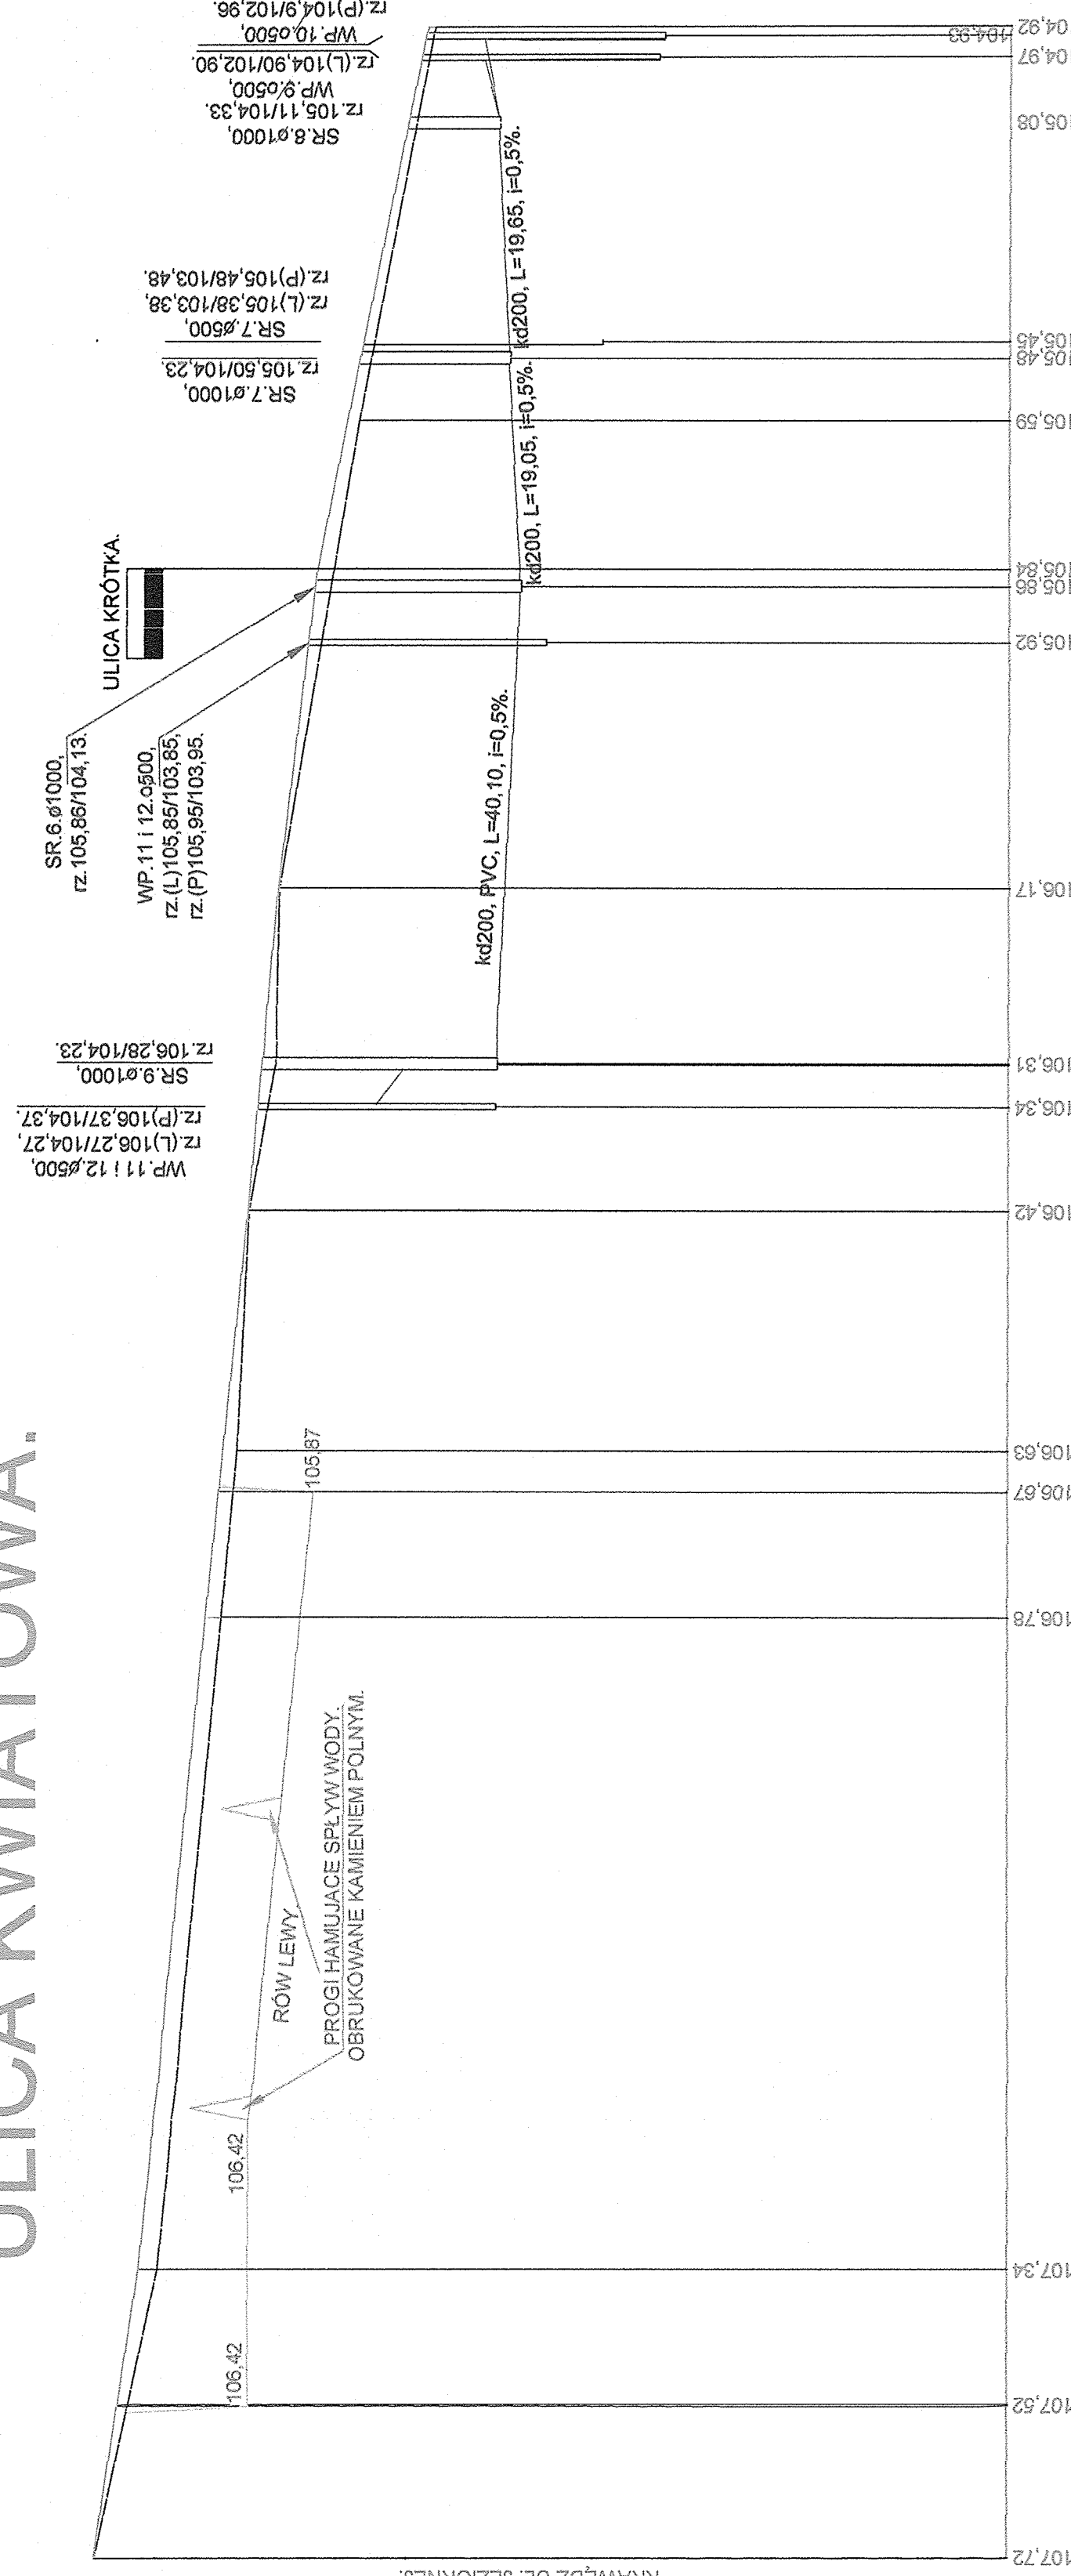 ULICA KWIATOWA.
WP.10.ø500,
rz.(P)104,9/102,96.
WP.9.ø500,
rz.(L)104,90/102,90.
SR.8.ø1000,
rz.105,11/104,33.
SR.7.ø500,
rz.(L)105,38/103,38,
rz.(P)105,48/103,48.
SR.7.ø1000,
rz.105,50/104,23.
ULICA KRÓTKA.
SR.6.ø1000,
rz.105,86/104,13.
WP.11 i 12.ø500,
rz.(L)105,85/103,85,
rz.(P)105,95/103,95.
SR.9.ø1000,
rz.106,28/104,23.
WP.11 i 12.ø500,
rz.(L)106,27/104,27,
rz.(P)106,37/104,37.
kd200, L=19,65, i=0,5%.
kd200, L=19,05, i=0,5%.
kd200, PVC, L=40,10, i=0,5%.
105,87
RÓW LEWY.
PROGI HAMUJACE SPŁYW WODY.
OBRUKOWANE KAMIENIEM POLNYM.
106,42
106,42
04,92
104,93
04,97
105,08
105,45
105,48
105,59
105,84
105,86
105,92
106,17
106,31
106,34
106,42
106,63
106,67
106,78
107,34
107,52
107,72